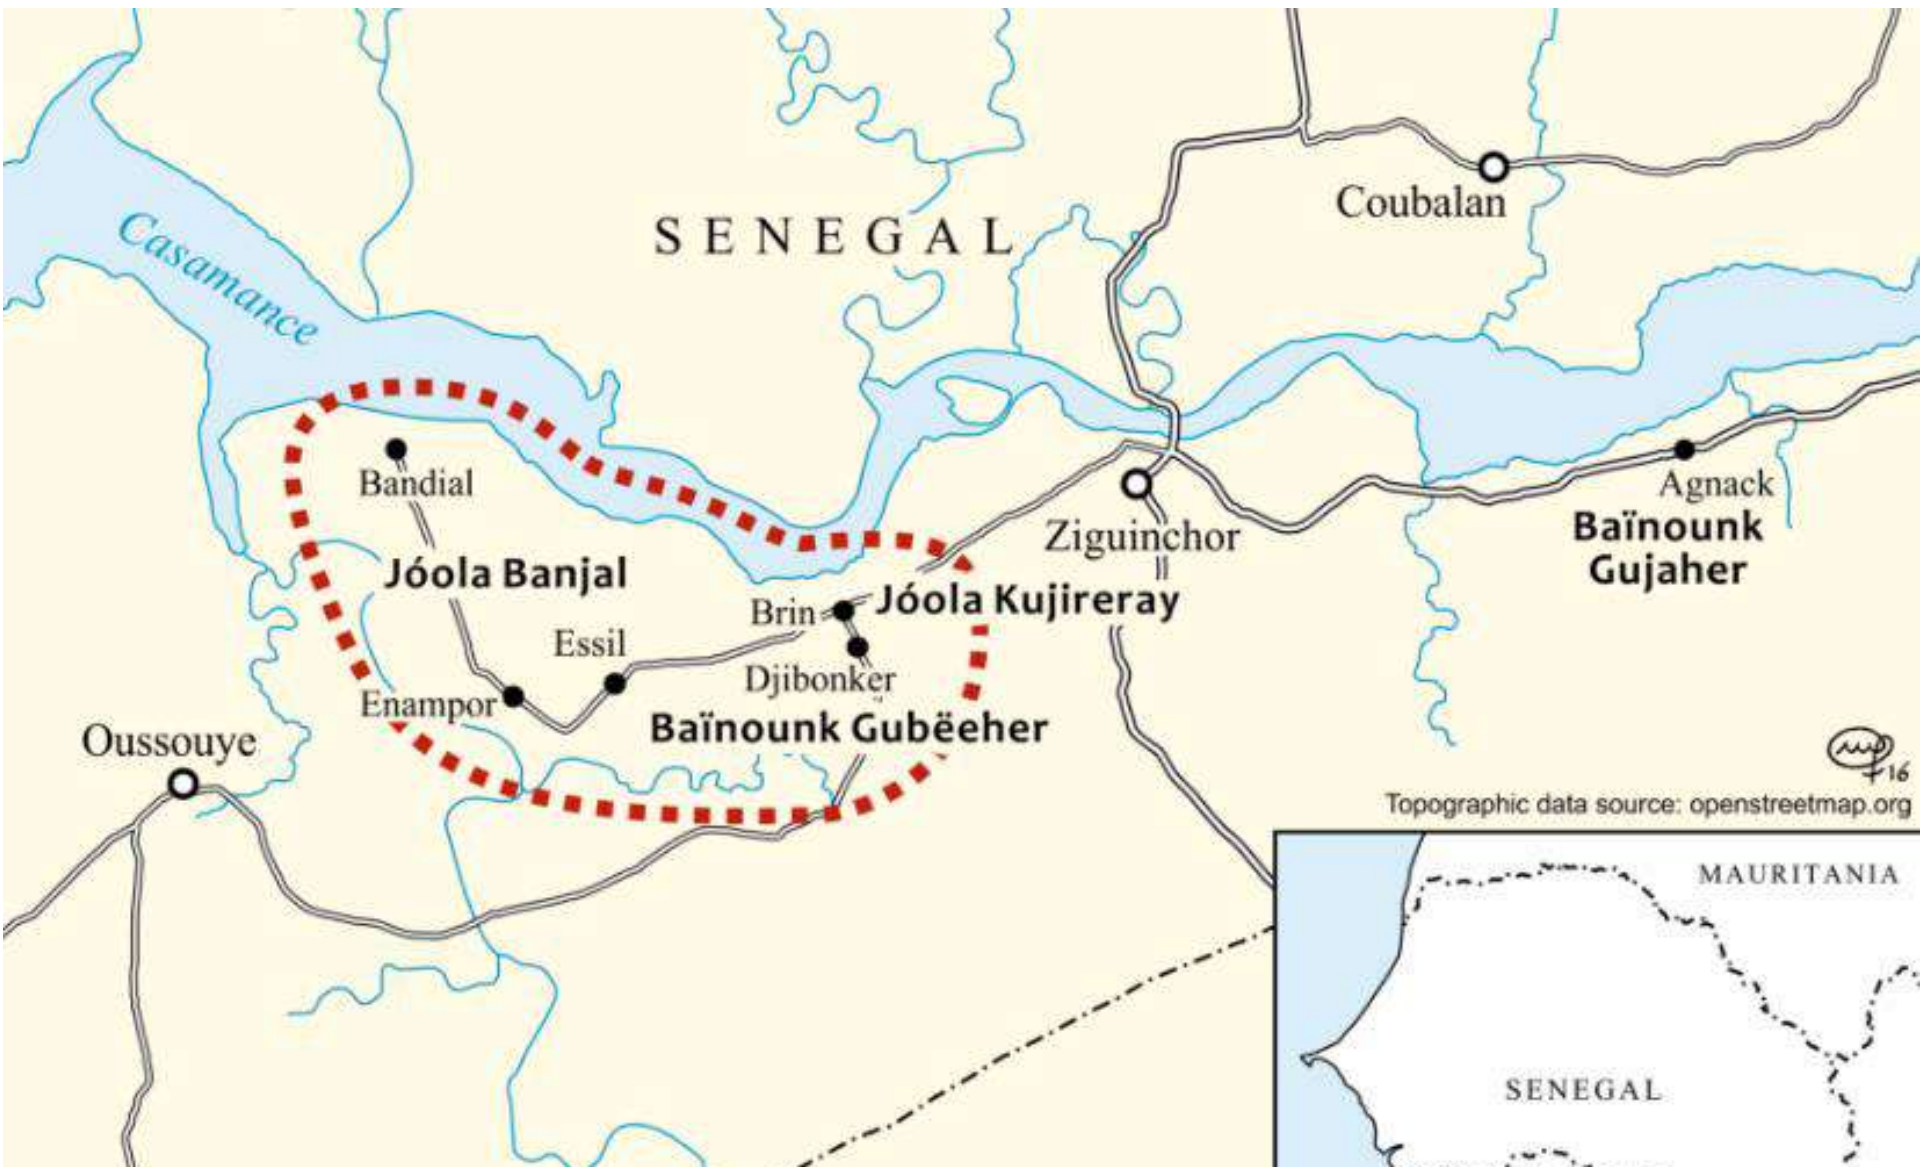 Casamance
SENEGAL
Coubalan
Bandial
Jóola Banjal
Ziguinchor
Agnack
Baïnounk
Gujaher
Brin
Jóola Kujireray
Essil
Djibonker
Enampor
Baïnounk Gubëeher
Oussouye
16
Topographic data source: openstreetmap.org
MAURITANIA
SENEGAL